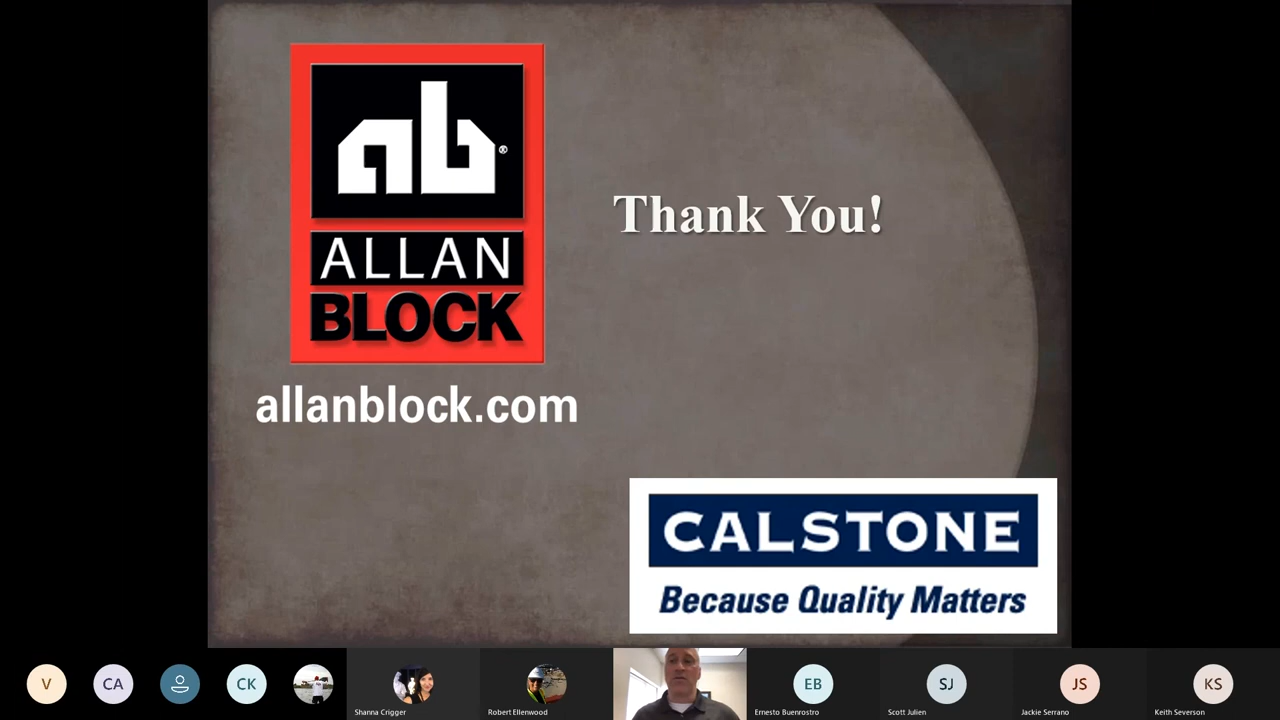 ab®
ALLAN
BLOCK
allanblock.com
Thank You!
CALSTONE
Because Quality Matters
V
CA
CK
Shanna Crigger
Robert Ellenwood
EB
Ernesto Buenrostro
SJ
Scott Julien
JS
Jackie Serrano
KS
Keith Severson